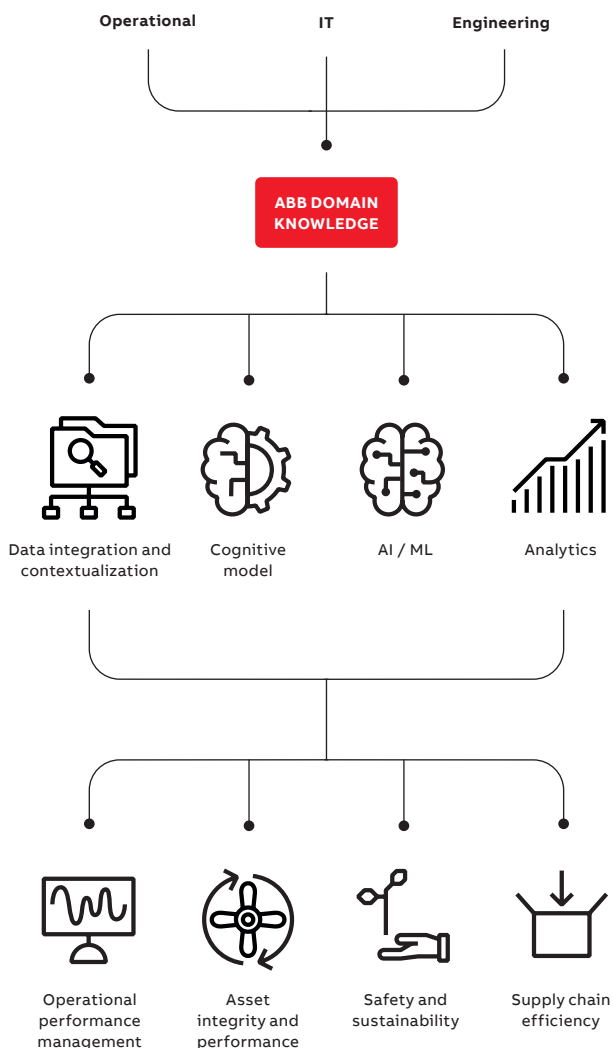 Operational
IT
Engineering
ABB DOMAIN
KNOWLEDGE
Data integration and
contextualization
Cognitive
model
AI / ML
Analytics
Operational
performance
management
Asset
integrity and
performance
Safety and
sustainability
Supply chain
efficiency